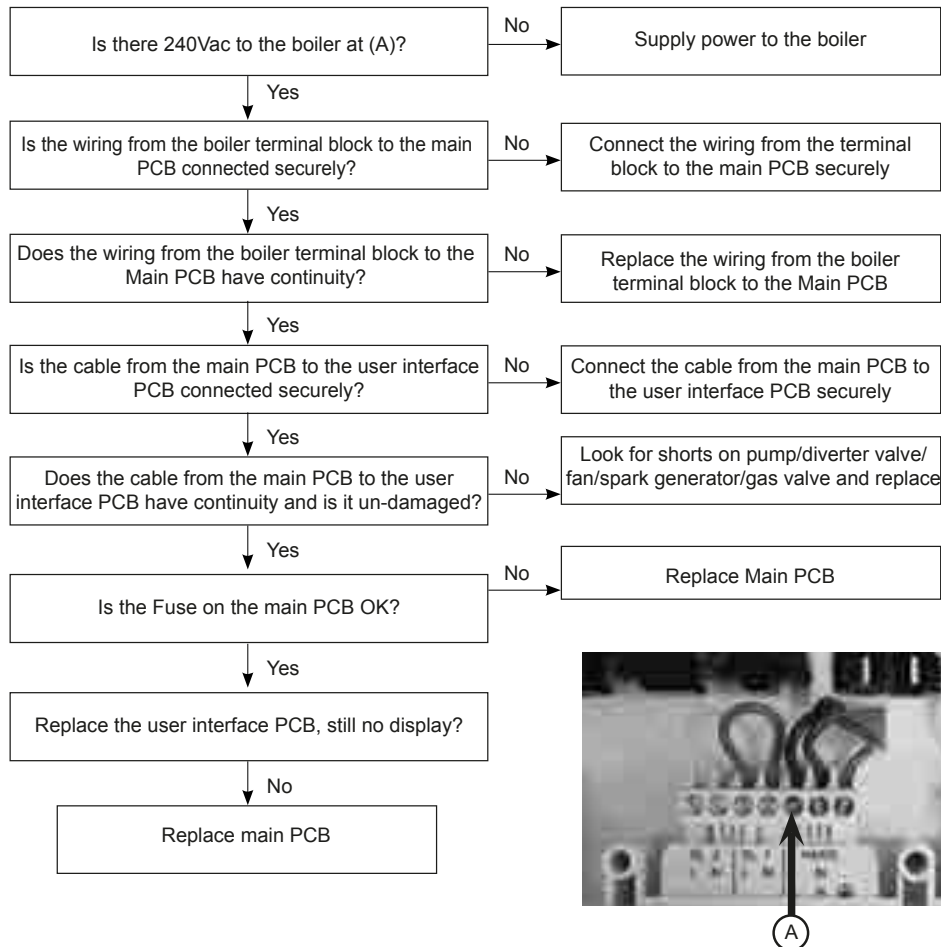 Is there 240Vac to the boiler at (A)?
No
Supply power to the boiler
Yes
Is the wiring from the boiler terminal block to the main
PCB connected securely?
No
Connect the wiring from the terminal
block to the main PCB securely
Yes
Does the wiring from the boiler terminal block to the
Main PCB have continuity?
No
Replace the wiring from the boiler
terminal block to the Main PCB
Yes
Is the cable from the main PCB to the user interface
PCB connected securely?
No
Connect the cable from the main PCB to
the user interface PCB securely
Yes
Does the cable from the main PCB to the user
interface PCB have continuity and is it un-damaged?
No
Look for shorts on pump/diverter valve/
fan/spark generator/gas valve and replace
Yes
Is the Fuse on the main PCB OK?
No
Replace Main PCB
Yes
Replace the user interface PCB, still no display?
No
Replace main PCB
A